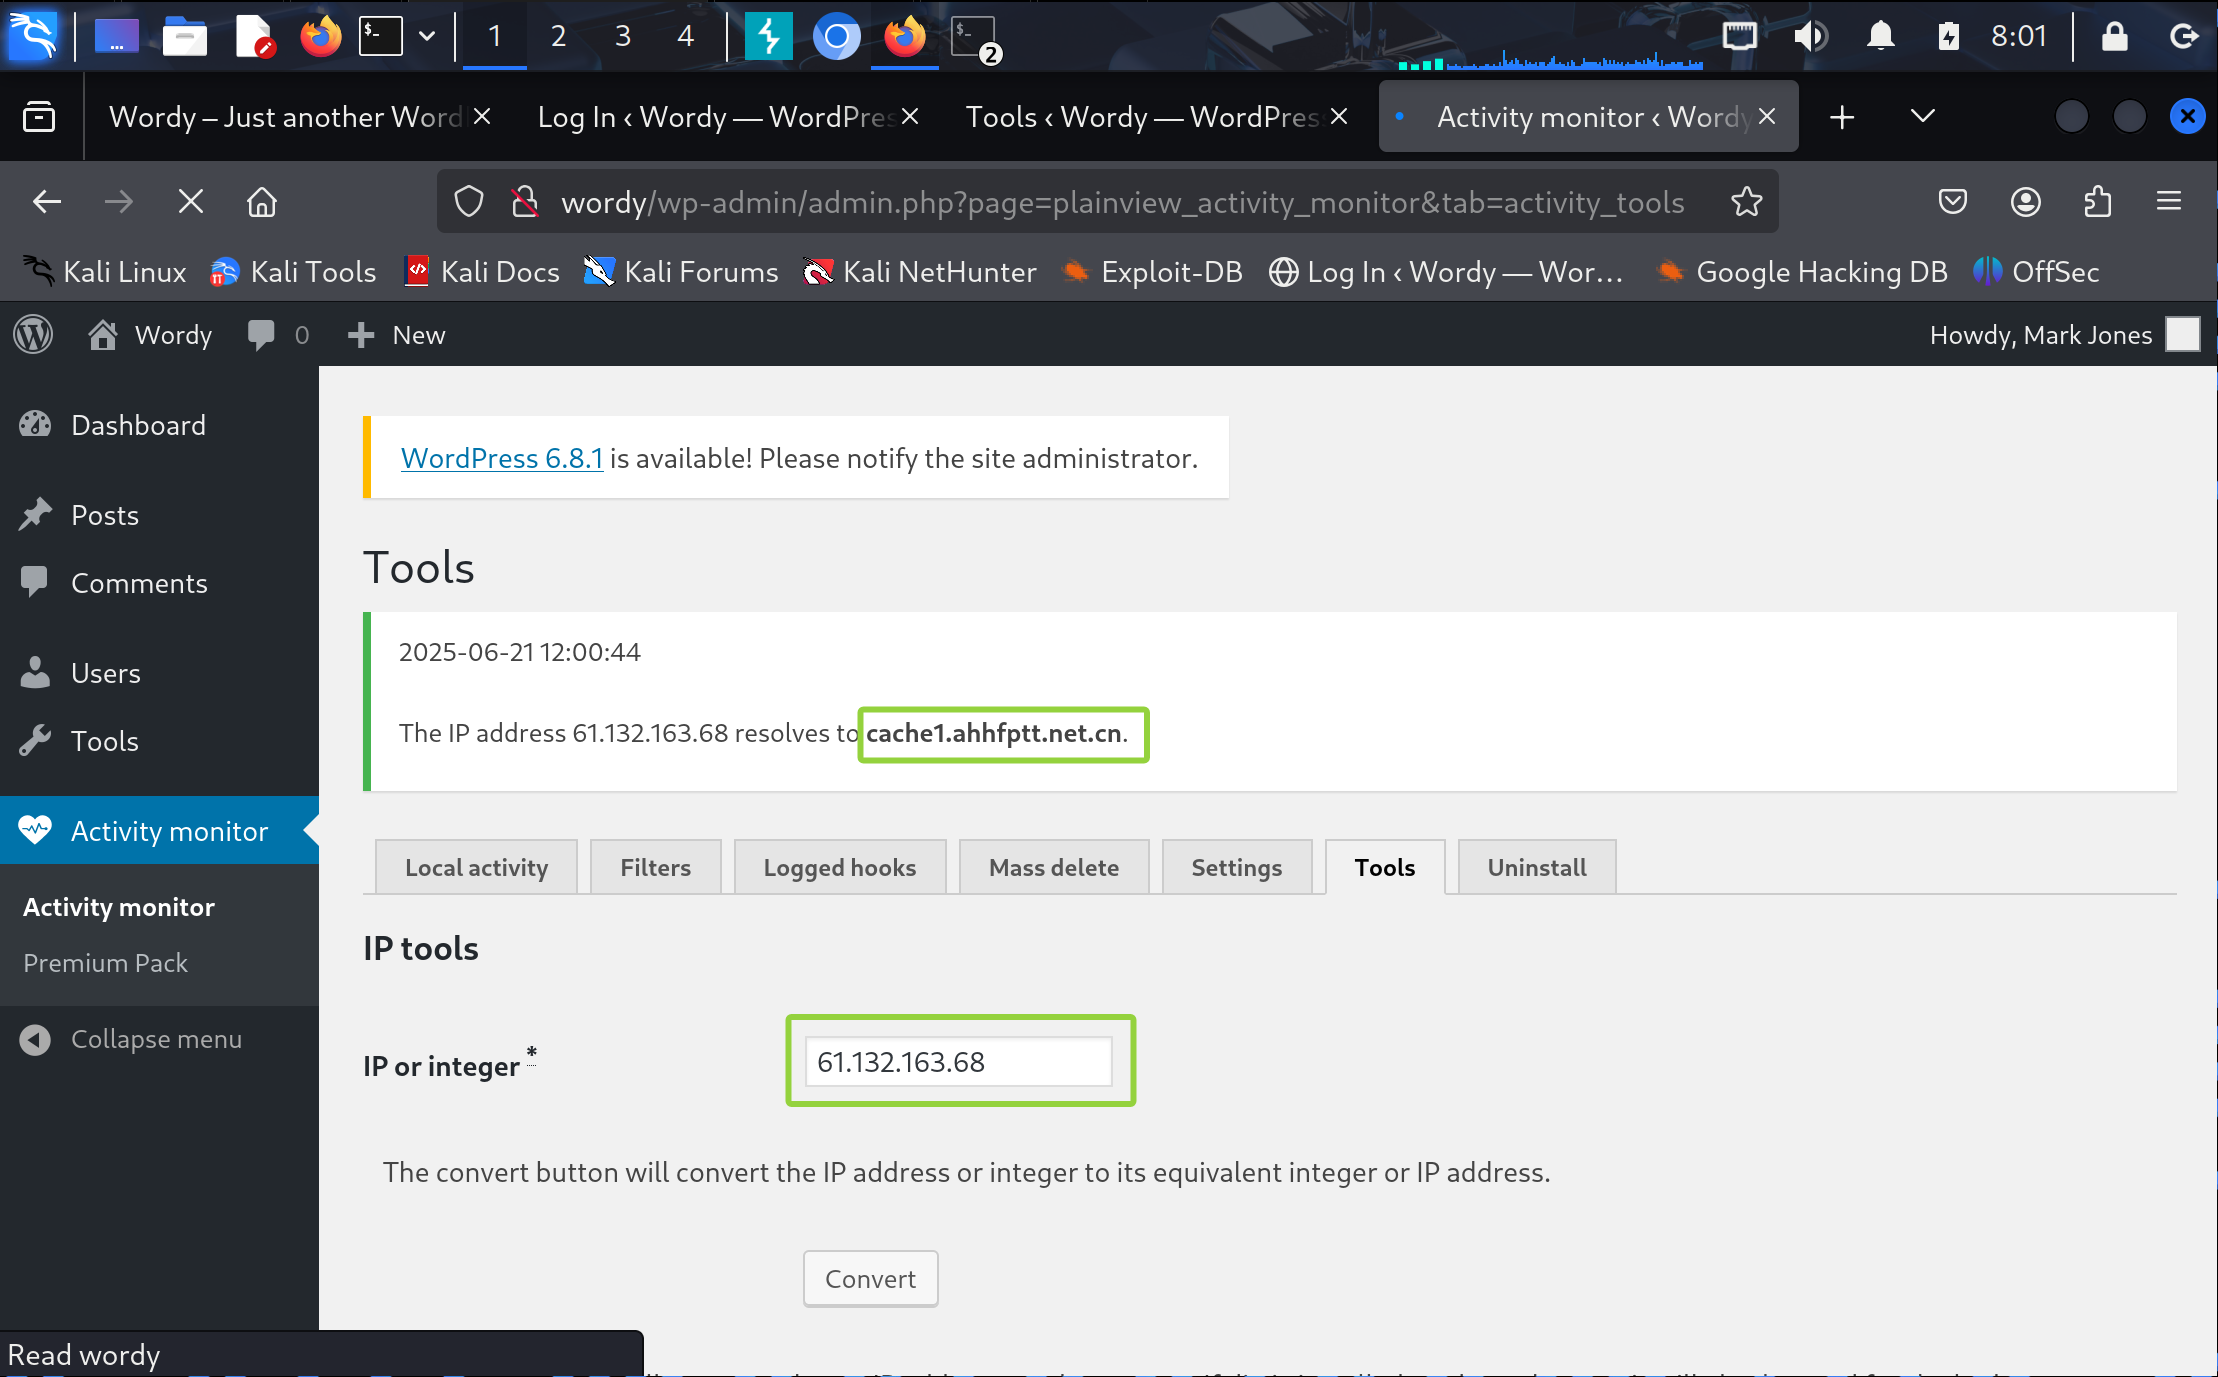 1 2 3 4 2 8:01
Wordy – Just another Word
Log In ‹ Wordy — WordPres
Tools ‹ Wordy — WordPress
Activity monitor ‹ Wordy
wordy/wp-admin/admin.php?page=plainview_activity_monitor&tab=activity_tools
Kali Linux Kali Tools Kali Docs Kali Forums Kali NetHunter Exploit-DB Log In ‹ Wordy — Wor… Google Hacking DB OffSec
Wordy 0 New Howdy, Mark Jones
Dashboard
Posts
Comments
Users
Tools
Activity monitor
Activity monitor
Premium Pack
Collapse menu
WordPress 6.8.1 is available! Please notify the site administrator.
Tools
2025-06-21 12:00:44
The IP address 61.132.163.68 resolves to cache1.ahhfptt.net.cn.
Local activity Filters Logged hooks Mass delete Settings Tools Uninstall
IP tools
IP or integer *
61.132.163.68
The convert button will convert the IP address or integer to its equivalent integer or IP address.
Convert
Read wordy